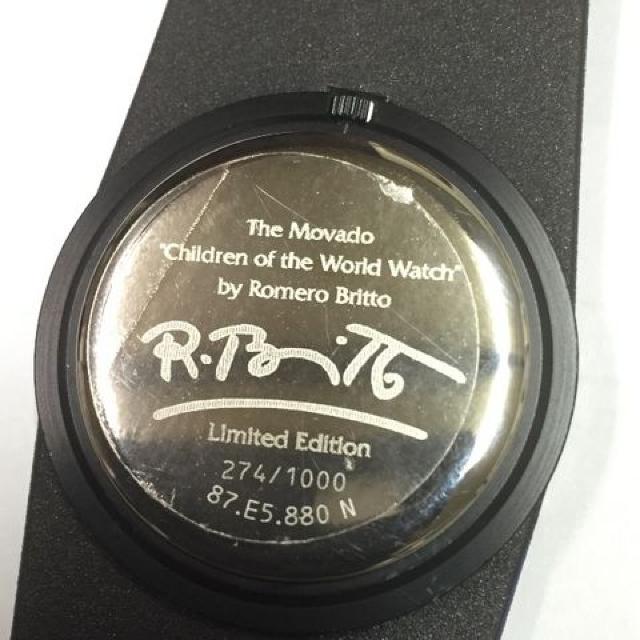 The Movado
"Children of the World Watch"
by Romero Britto
R.Britto
Limited Edition
274/1000
87.E5.880 N